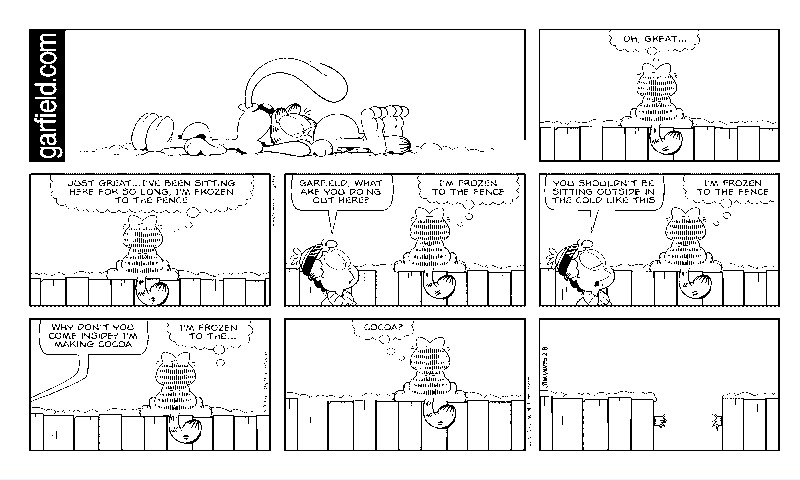 garfield.com
OH, GREAT...
JUST GREAT... I'VE BEEN SITTING
HERE FOR SO LONG, I'M FROZEN
TO THE FENCE
GARFIELD, WHAT
ARE YOU DOING
OUT HERE?
I'M FROZEN
TO THE FENCE
YOU SHOULDN'T BE
SITTING OUTSIDE IN
THE COLD LIKE THIS
I'M FROZEN
TO THE FENCE
WHY DON'T YOU
COME INSIDE? I'M
MAKING COCOA
I'M FROZEN
TO THE...
COCOA?